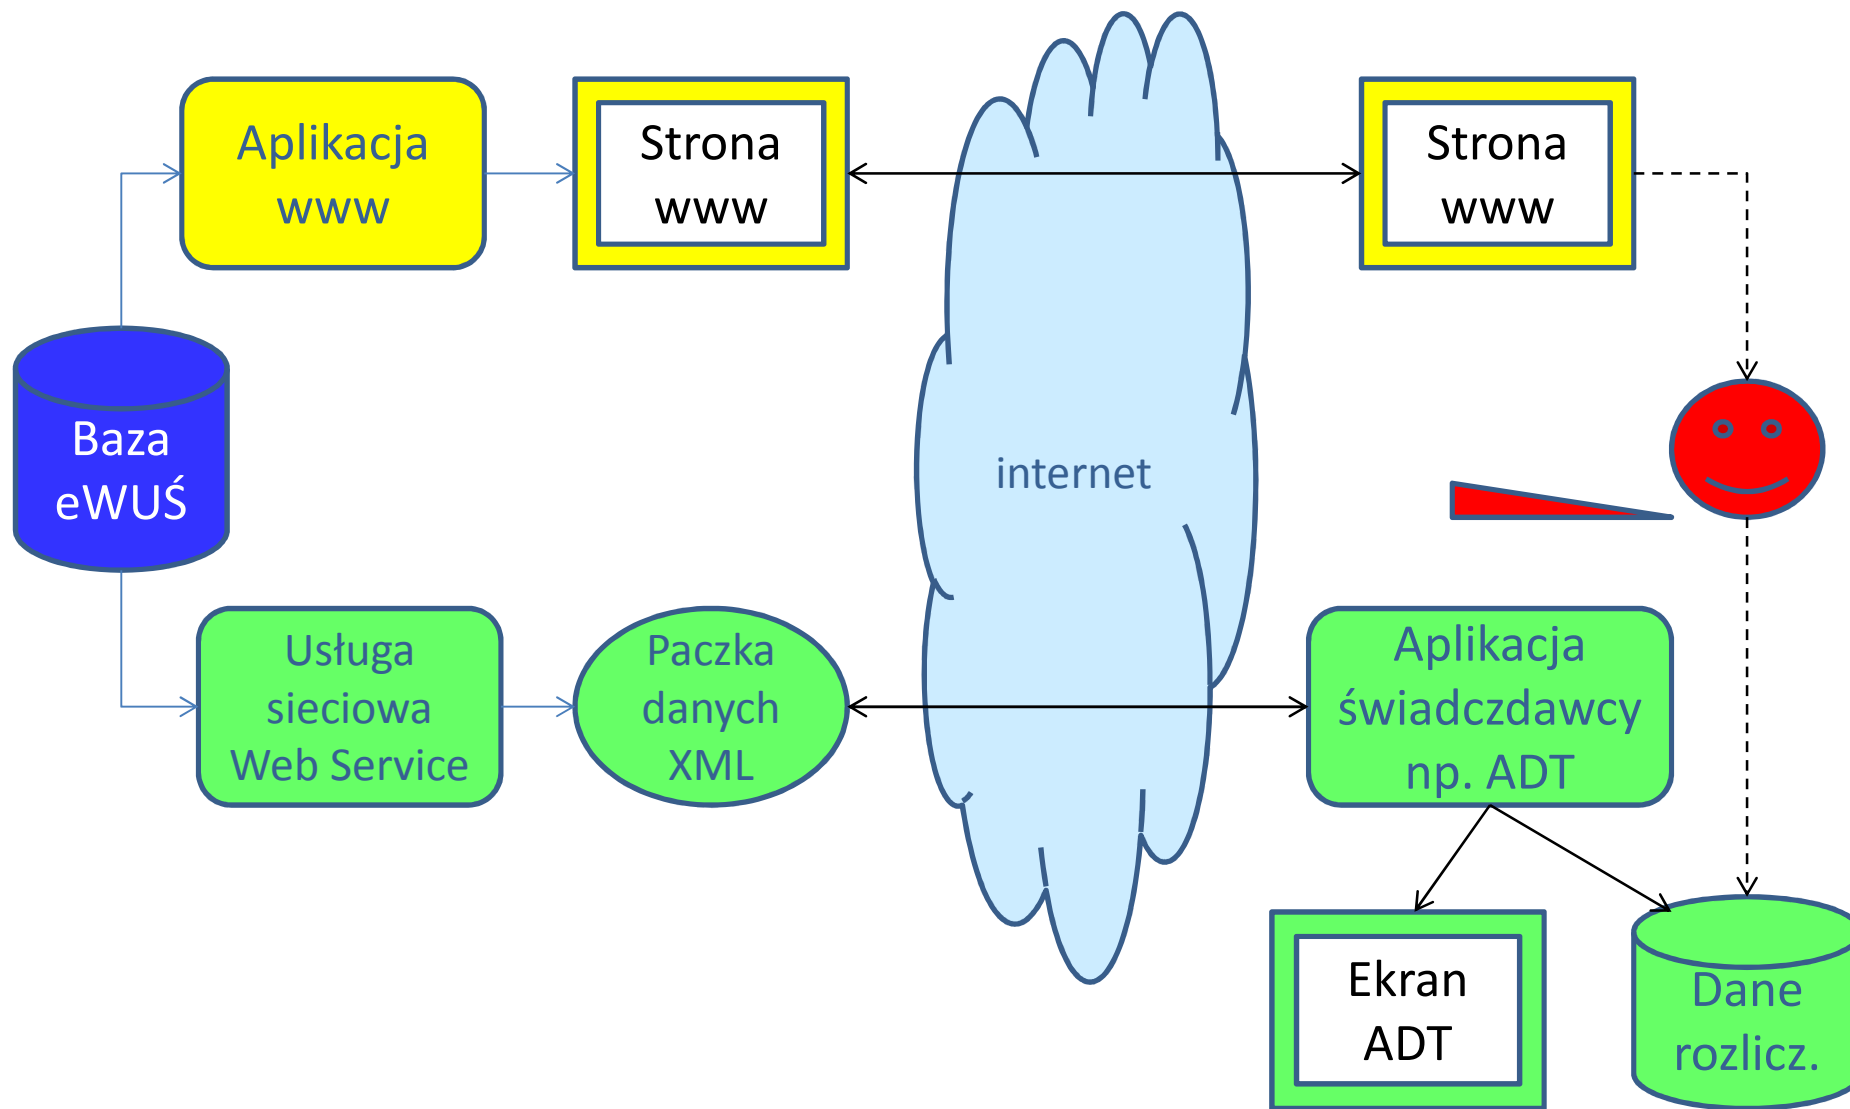 Aplikacja
www
Strona
www
Strona
www
Baza
eWUŚ
internet
Usługa
sieciowa
Web Service
Paczka
danych
XML
Aplikacja
świadczdawcy
np. ADT
Ekran
ADT
Dane
rozlicz.